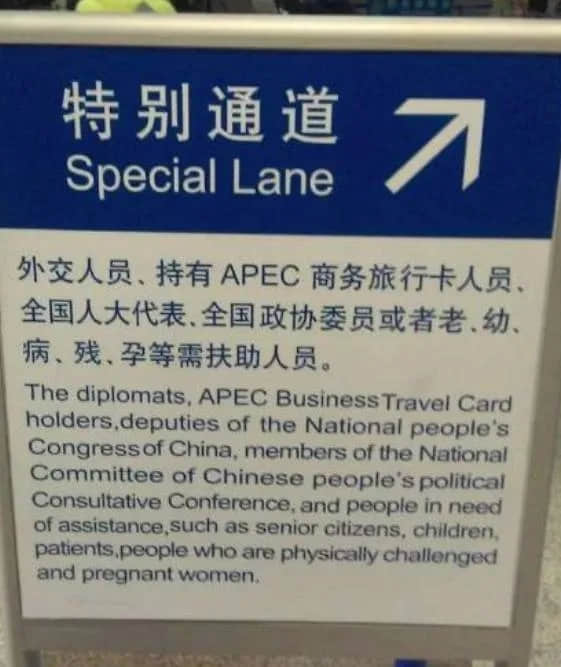 特别通道
Special Lane
外交人员、持有 APEC 商务旅行卡人员、
全国人大代表、全国政协委员或者老、幼、
病、残、孕等需扶助人员。
The diplomats, APEC Business Travel Card
holders,deputies of the National people's
Congress of China, members of the National
Committee of Chinese people's political
Consultative Conference, and people in need
of assistance,such as senior citizens, children,
patients,people who are physically challenged
and pregnant women.